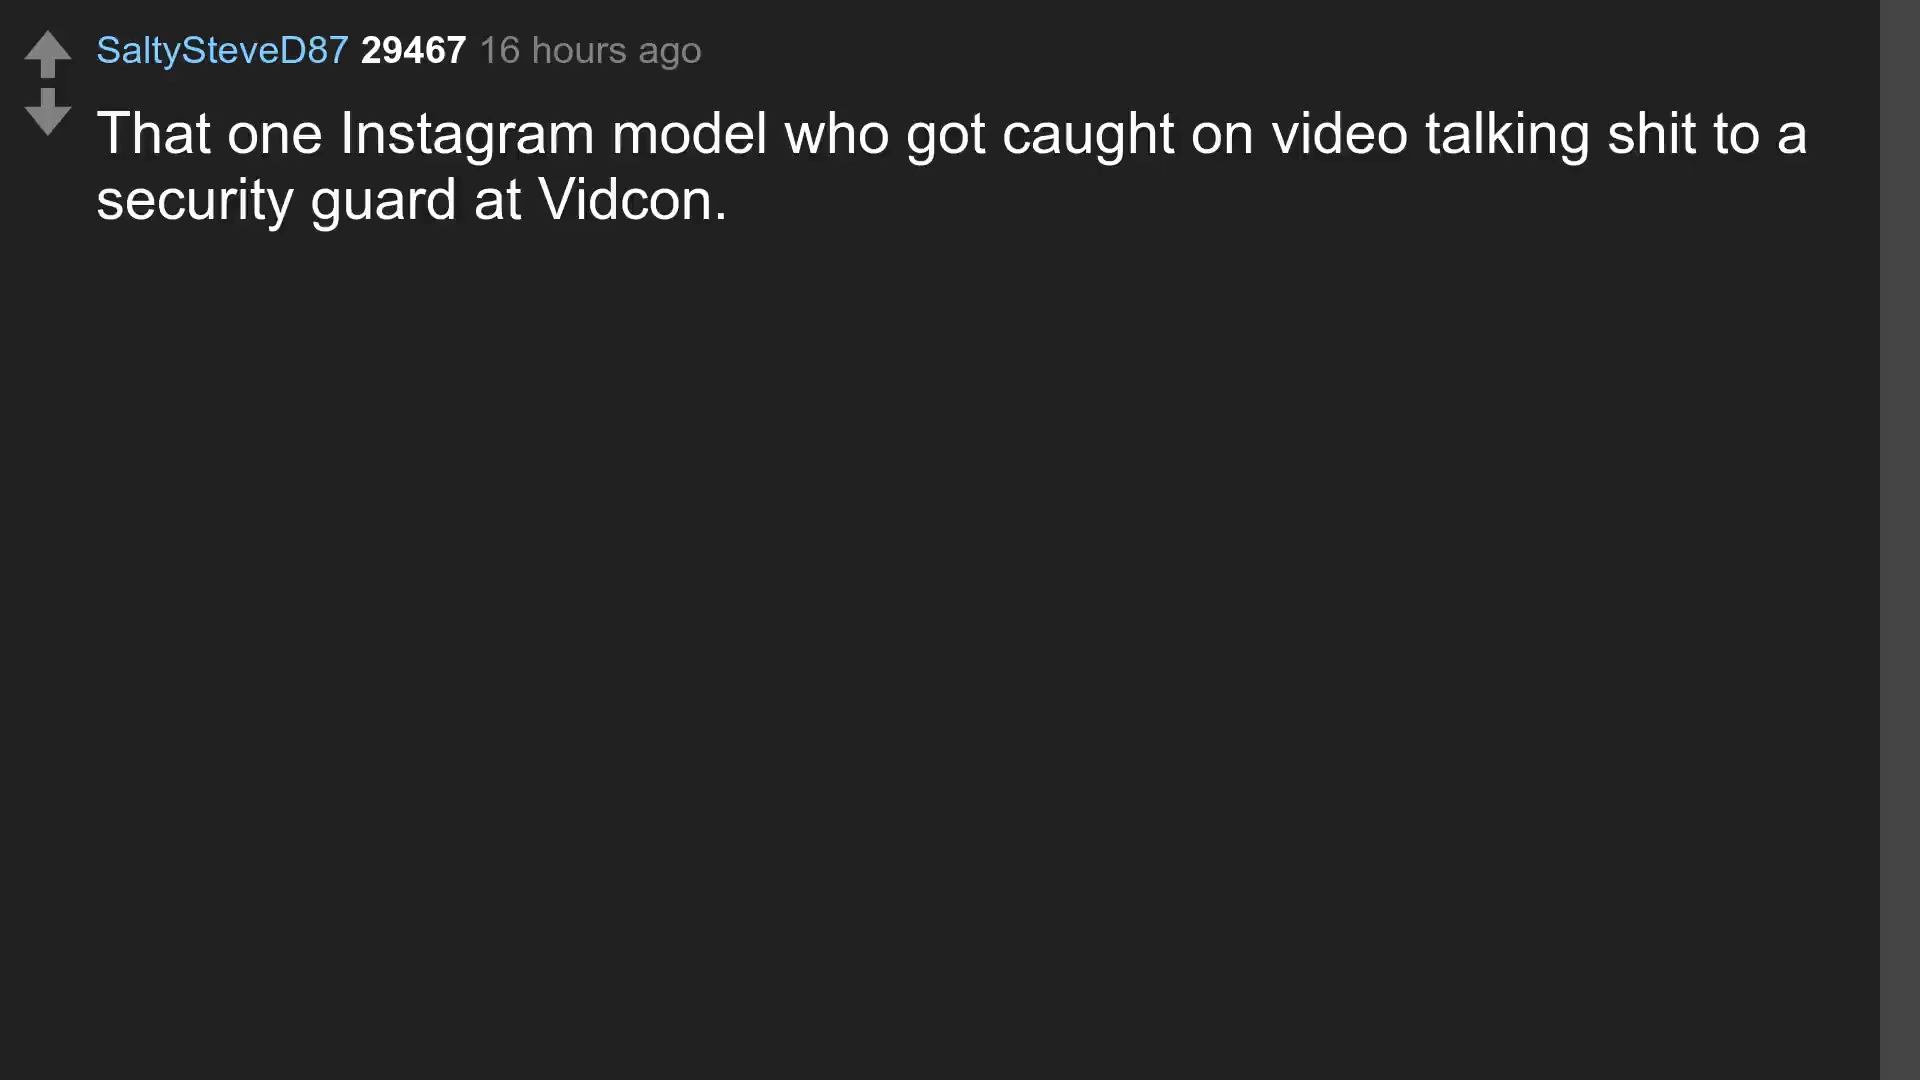 SaltySteveD87 29467 16 hours ago
That one Instagram model who got caught on video talking shit to a
security guard at Vidcon.